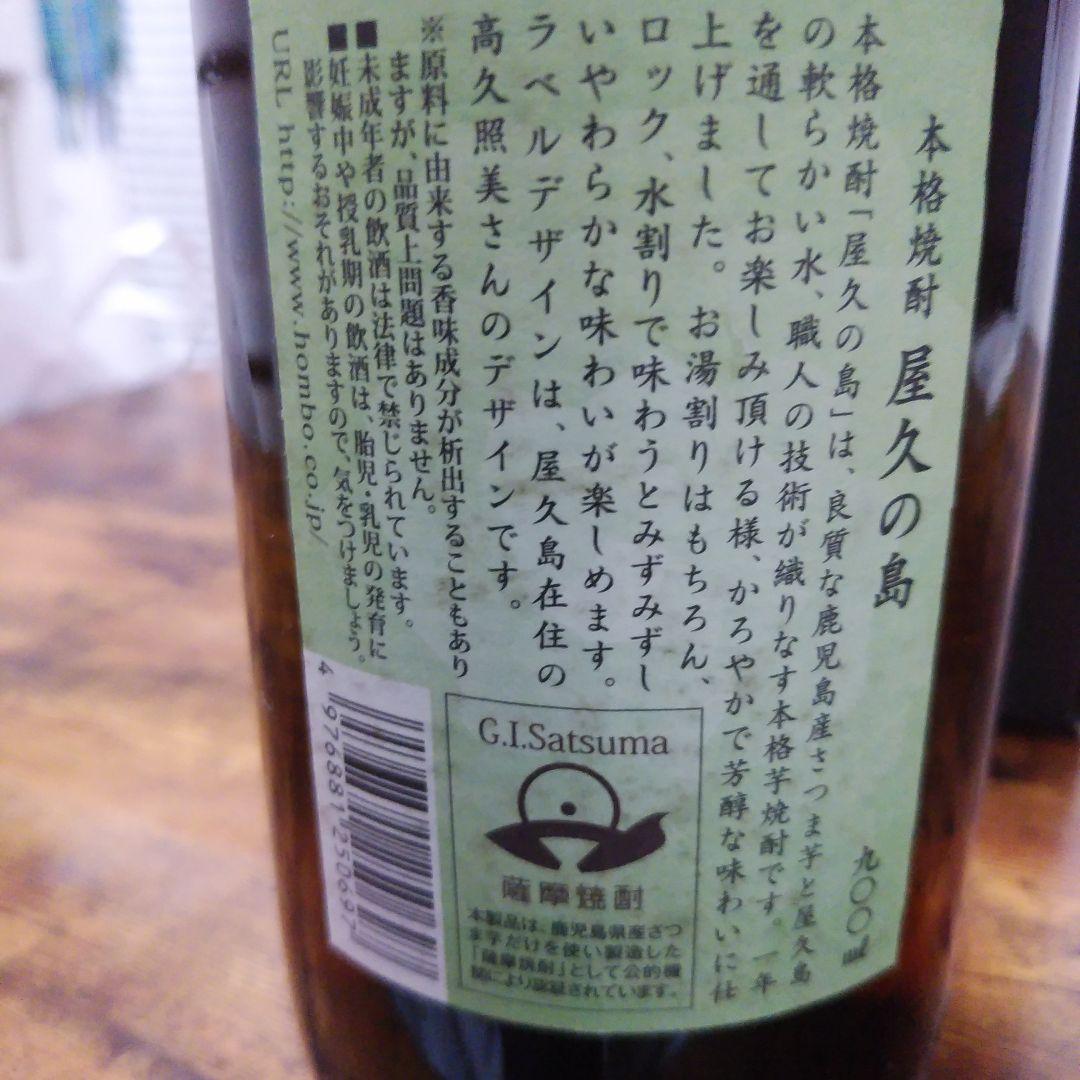 本格焼酎 屋久の島
九〇〇ml
本格焼酎「屋久の島」は、良質な鹿児島産さつま芋と屋久島
の軟らかい水、職人の技術が織りなす本格芋焼酎です。一年
を通してお楽しみ頂ける様、かろやかで芳醇な味わいに仕
上げました。お湯割りはもちろん、
ロック、水割りで味わうとみずみずし
いやわらかな味わいが楽しめます。
ラベルデザインは、屋久島在住の
高久照美さんのデザインです。
※原料に由来する香味成分が析出することもあり
ますが、品質上問題はありません。
■未成年者の飲酒は法律で禁じられています。
■妊娠中や授乳期の飲酒は、胎児・乳児の発育に
影響するおそれがありますので、気をつけましょう。
URL http://www.hombo.co.jp/
4 976881 250697
G.I.Satsuma
薩摩焼酎
本製品は、鹿児島県産さつ
ま芋だけを使い製造した
「薩摩焼酎」として公的機
関により認証されています。